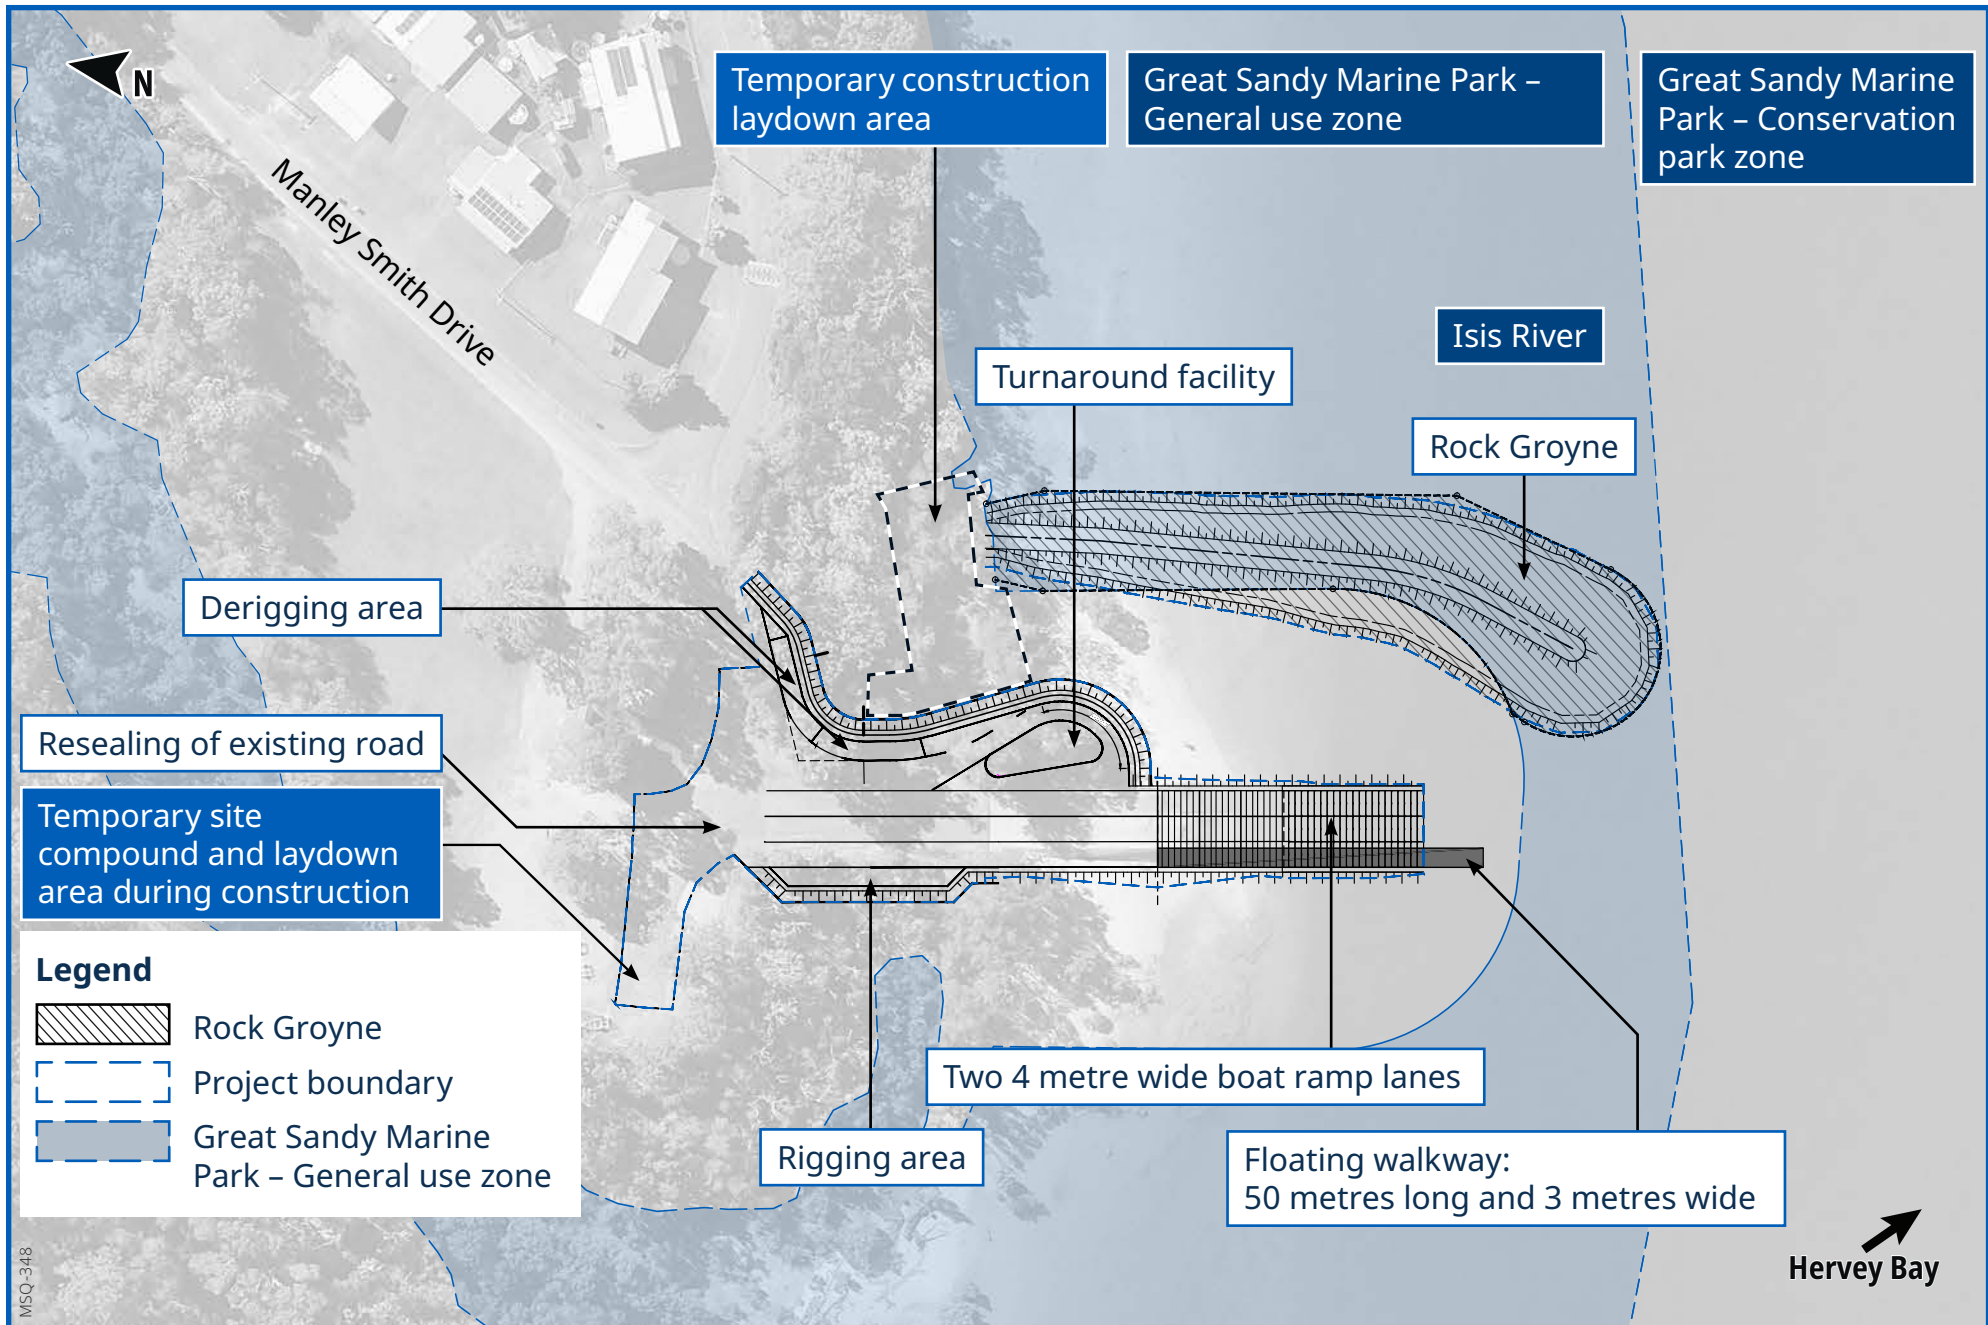 N
Temporary construction
laydown area
Great Sandy Marine Park –
General use zone
Great Sandy Marine
Park – Conservation
park zone
Manley Smith Drive
Isis River
Turnaround facility
Rock Groyne
Derigging area
Resealing of existing road
Temporary site
compound and laydown
area during construction
Legend
Rock Groyne
Project boundary
Great Sandy Marine
Park – General use zone
Two 4 metre wide boat ramp lanes
Rigging area
Floating walkway:
50 metres long and 3 metres wide
Hervey Bay
MSQ-348